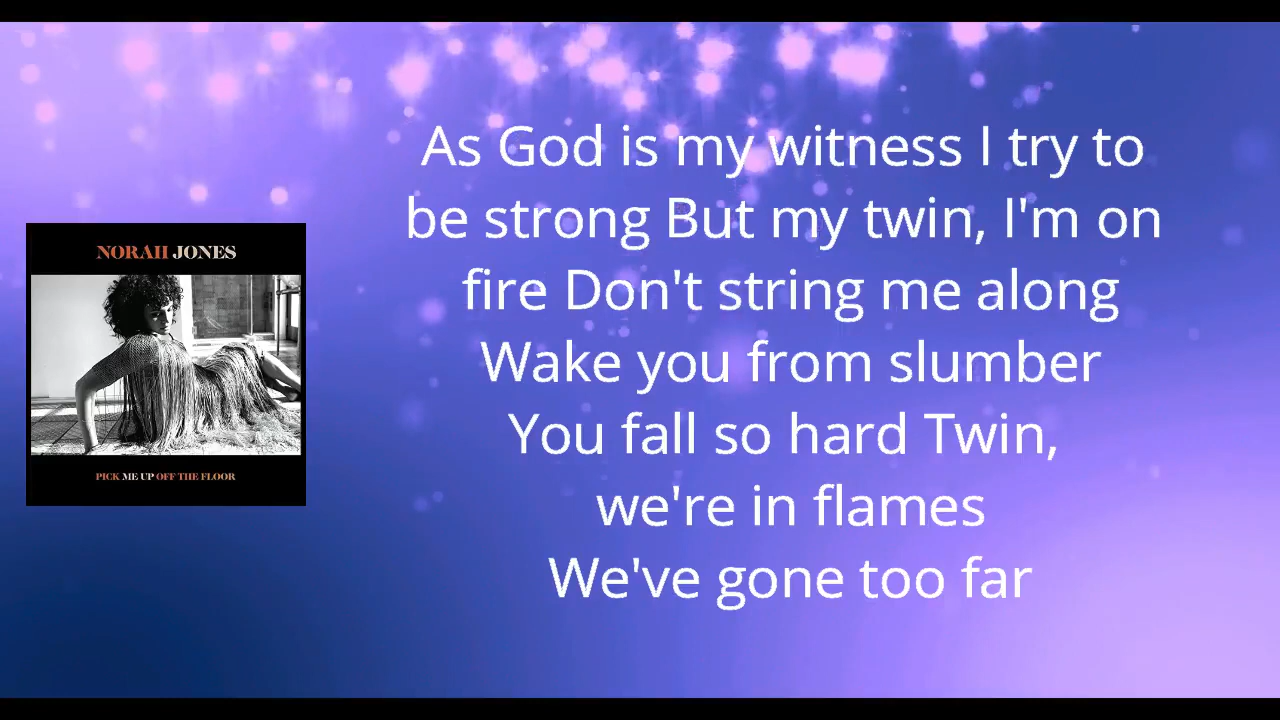 NORAH JONES
PICK ME UP OFF THE FLOOR
As God is my witness I try to
be strong But my twin, I'm on
fire Don't string me along
Wake you from slumber
You fall so hard Twin,
we're in flames
We've gone too far